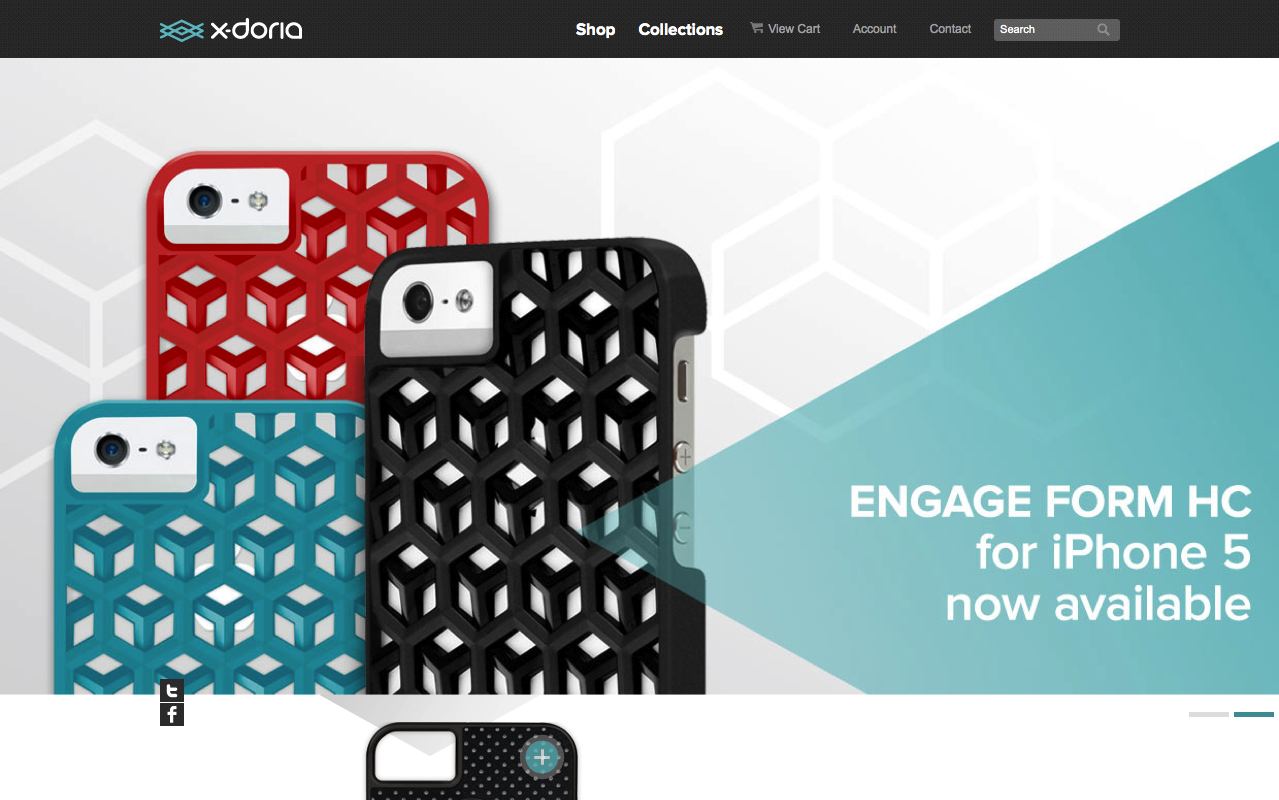 x-doria
Shop
Collections
View Cart
Account
Contact
Search
ENGAGE FORM HC
for iPhone 5
now available